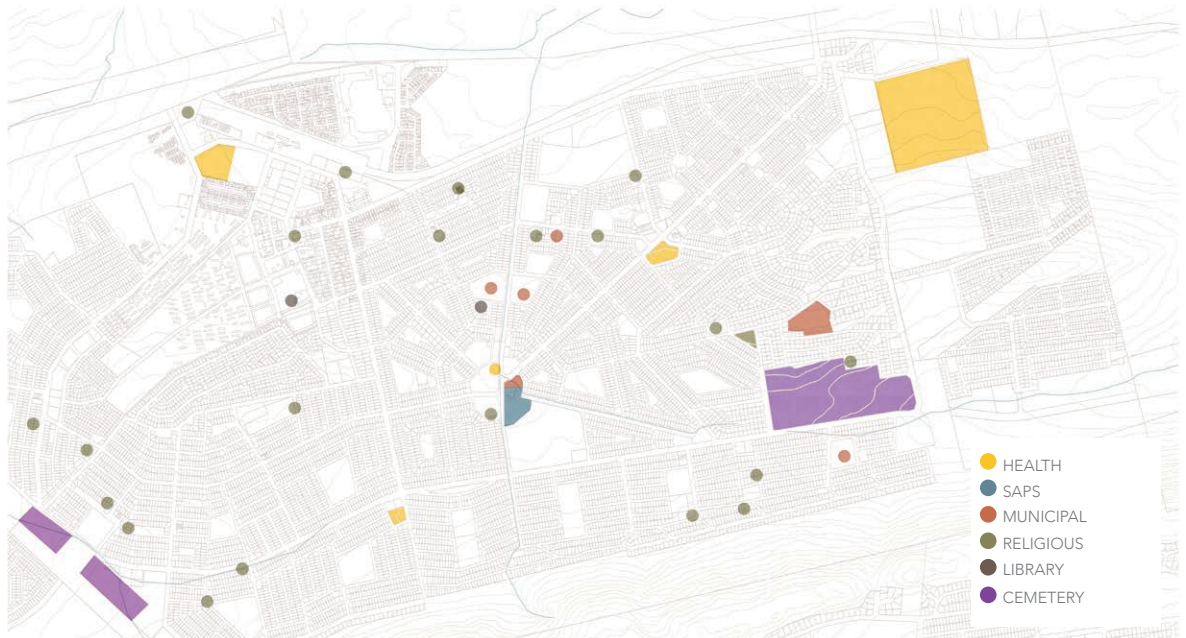 HEALTH
SAPS
MUNICIPAL
RELIGIOUS
LIBRARY
CEMETERY